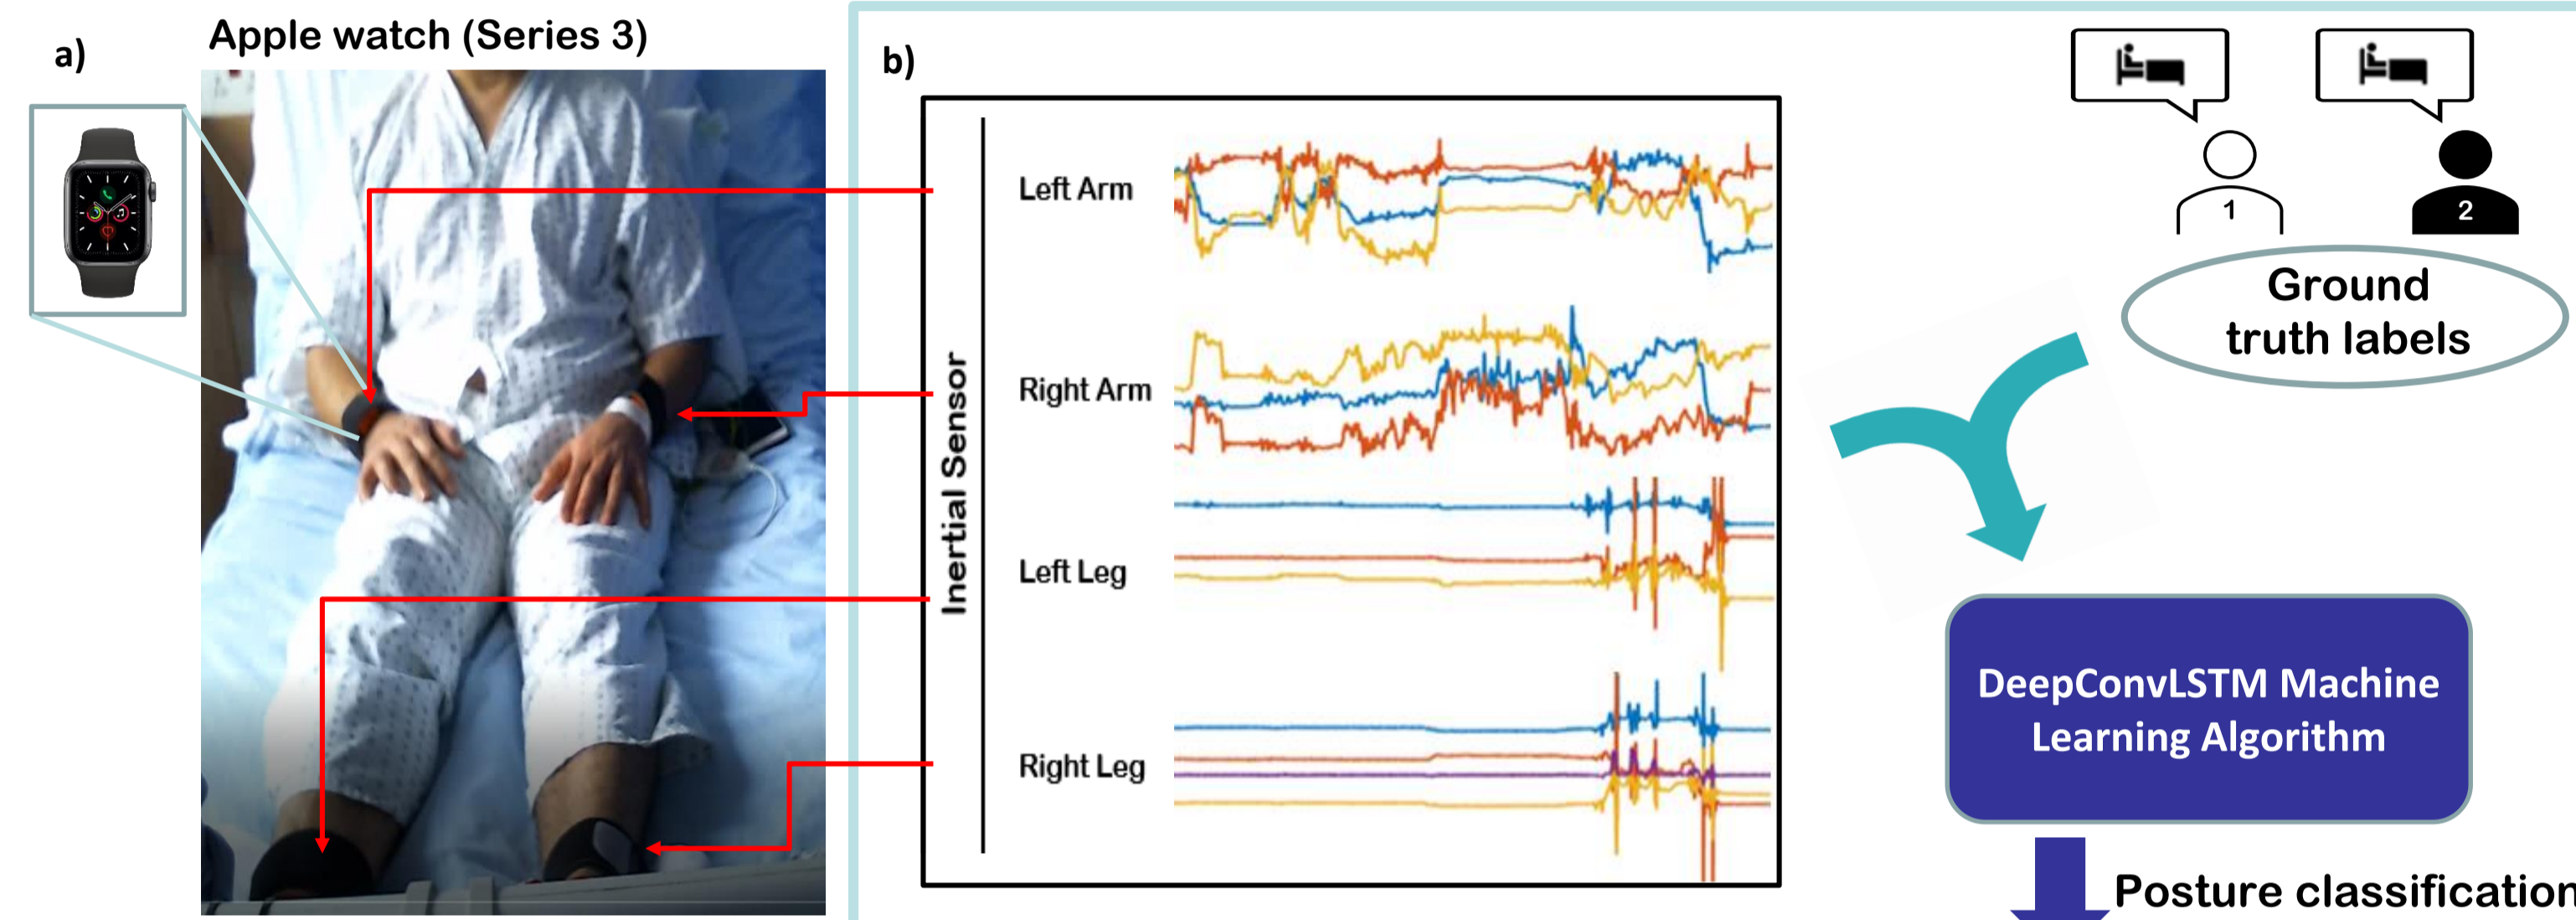 a)
Apple watch (Series 3)
b)
Inertial Sensor
Left Arm
Right Arm
Left Leg
Right Leg
1
2
Ground
truth labels
DeepConvLSTM Machine
Learning Algorithm
Posture classification